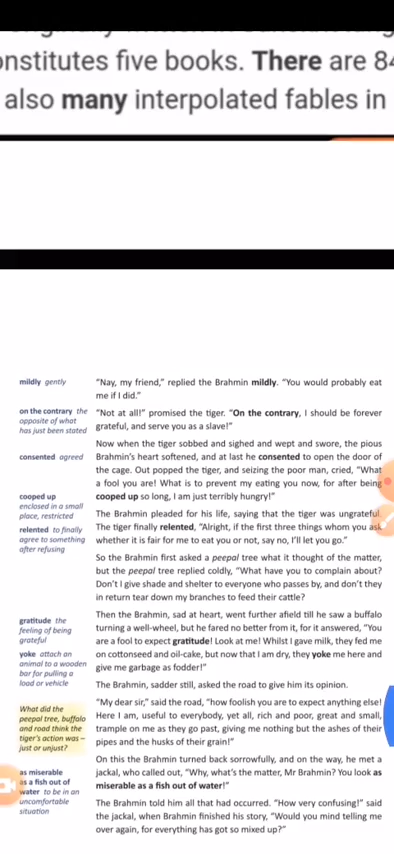 onstitutes five books. There are 84
also many interpolated fables in
mildly gently
"Nay, my friend," replied the Brahmin mildly. "You would probably eat
me if I did."
on the contrary the
opposite of what
has just been stated
"Not at all!" promised the tiger. "On the contrary, I should be forever
grateful, and serve you as a slave!"
consented agreed
Now when the tiger sobbed and sighed and wept and swore, the pious
Brahmin's heart softened, and at last he consented to open the door of
the cage. Out popped the tiger, and seizing the poor man, cried, "What
a fool you are! What is to prevent my eating you now, for after being
cooped up so long, I am just terribly hungry!"
cooped up
enclosed in a small
place, restricted
relented to finally
agree to something
after refusing
The Brahmin pleaded for his life, saying that the tiger was ungrateful.
The tiger finally relented, "Alright, if the first three things whom you ask
whether it is fair for me to eat you or not, say no, I'll let you go."
So the Brahmin first asked a peepal tree what it thought of the matter,
but the peepal tree replied coldly, "What have you to complain about?
Don't I give shade and shelter to everyone who passes by, and don't they
in return tear down my branches to feed their cattle?
gratitude the
feeling of being
grateful
yoke attach an
animal to a wooden
bar for pulling a
load or vehicle
Then the Brahmin, sad at heart, went further afield till he saw a buffalo
turning a well-wheel, but he fared no better from it, for it answered, "You
are a fool to expect gratitude! Look at me! Whilst I gave milk, they fed me
on cottonseed and oil-cake, but now that I am dry, they yoke me here and
give me garbage as fodder!"
The Brahmin, sadder still, asked the road to give him its opinion.
What did the
peepal tree, buffalo
and road think the
tiger's action was –
just or unjust?
"My dear sir," said the road, "how foolish you are to expect anything else!
Here I am, useful to everybody, yet all, rich and poor, great and small,
trample on me as they go past, giving me nothing but the ashes of their
pipes and the husks of their grain!"
as miserable
as a fish out of
water to be in an
uncomfortable
situation
On this the Brahmin turned back sorrowfully, and on the way, he met a
jackal, who called out, "Why, what's the matter, Mr Brahmin? You look as
miserable as a fish out of water!"
The Brahmin told him all that had occurred. "How very confusing!" said
the jackal, when Brahmin finished his story, "Would you mind telling me
over again, for everything has got so mixed up?"